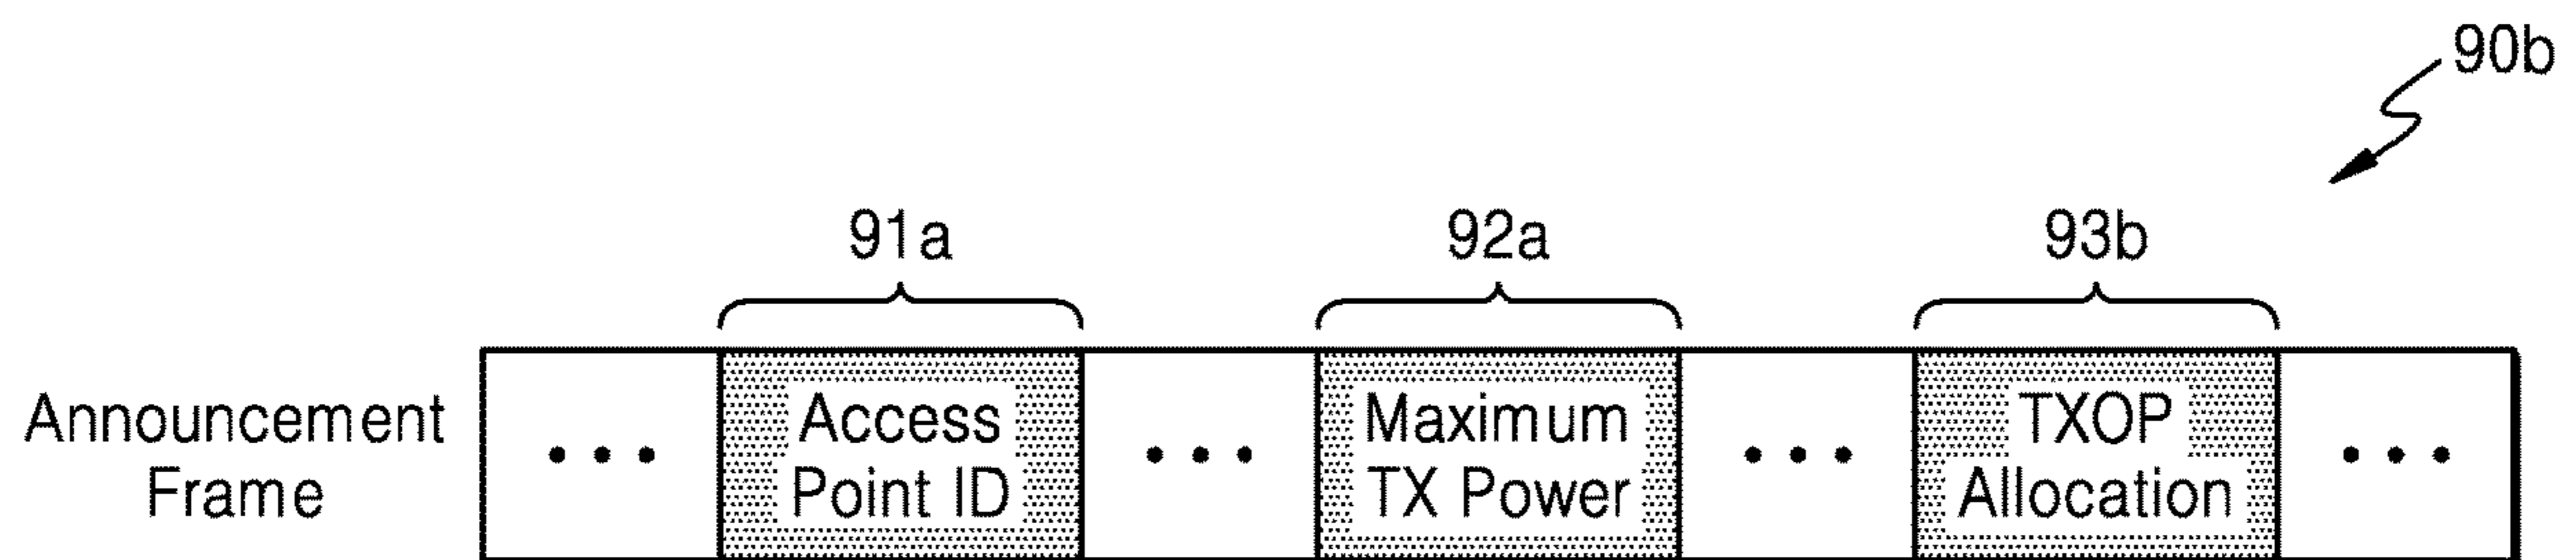 90b
91a 92a 93b
Announcement
Frame
... Access
Point ID ... Maximum
TX Power ... TXOP
Allocation ...